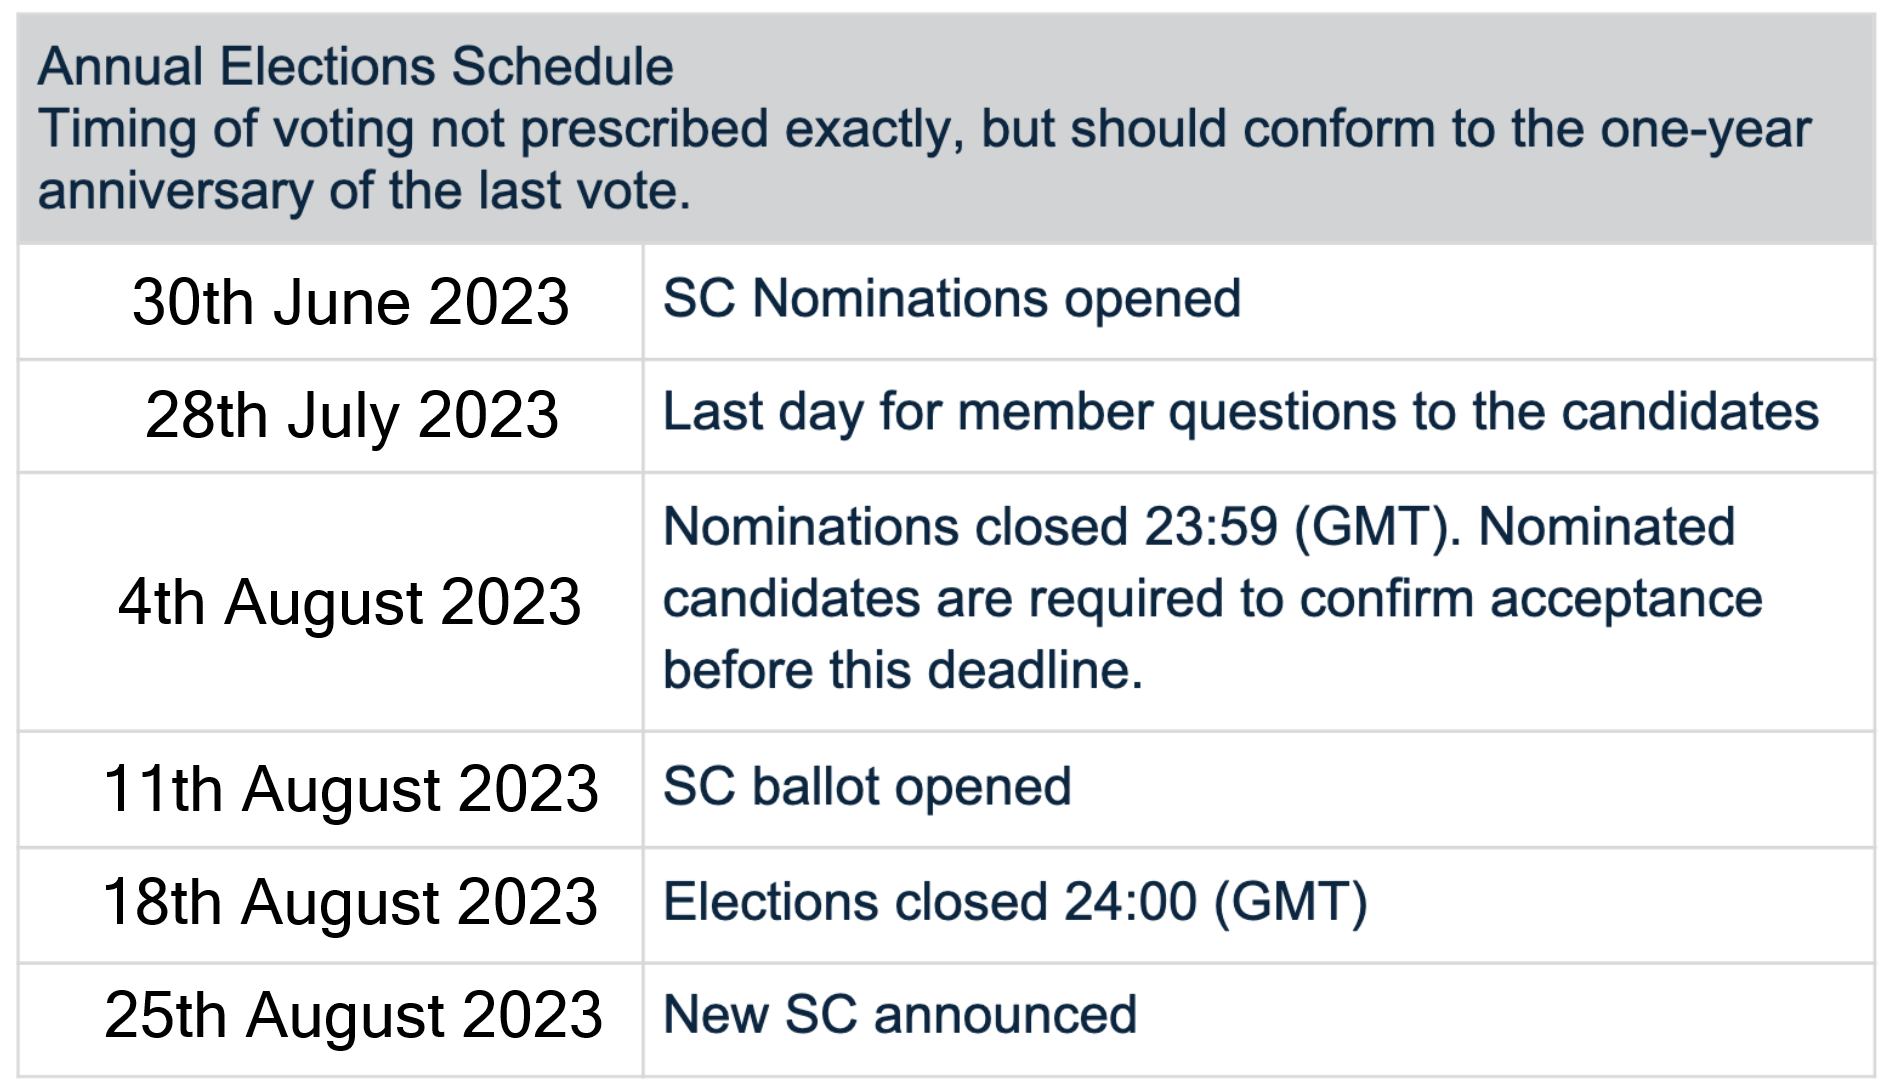 Annual Elections Schedule
Timing of voting not prescribed exactly, but should conform to the one-year
anniversary of the last vote.
30th June 2023
SC Nominations opened
28th July 2023
Last day for member questions to the candidates
4th August 2023
Nominations closed 23:59 (GMT). Nominated
candidates are required to confirm acceptance
before this deadline.
11th August 2023
SC ballot opened
18th August 2023
Elections closed 24:00 (GMT)
25th August 2023
New SC announced